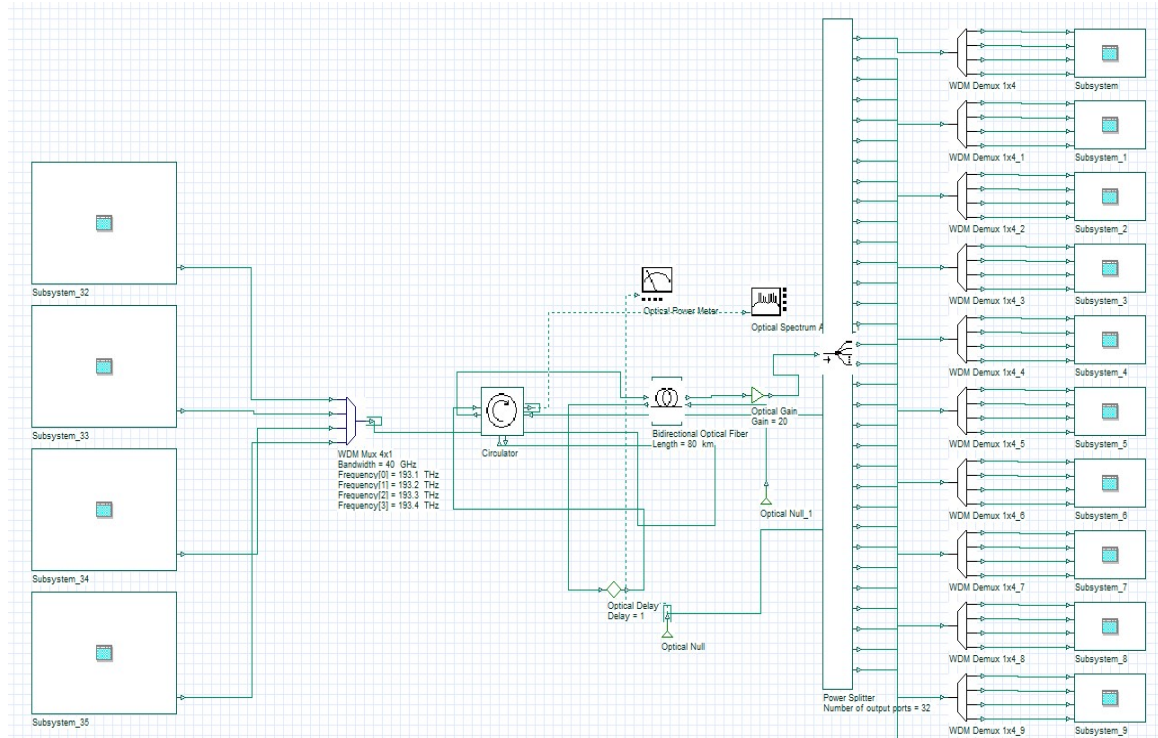 Subsystem_32
Subsystem_33
Subsystem_34
Subsystem_35
WDM Mux 4x1
Bandwidth = 40 GHz
Frequency[0] = 193.1 THz
Frequency[1] = 193.2 THz
Frequency[2] = 193.3 THz
Frequency[3] = 193.4 THz
C
Circulator
Optical Power Meter
Optical Spectrum A
Bidirectional Optical Fiber
Length = 80 km
Optical Gain
Gain = 20
Optical Null_1
Optical Delay
Delay = 1
Optical Null
Power Splitter
Number of output ports = 32
WDM Demux 1x4
Subsystem
WDM Demux 1x4_1
Subsystem_1
WDM Demux 1x4_2
Subsystem_2
WDM Demux 1x4_3
Subsystem_3
WDM Demux 1x4_4
Subsystem_4
WDM Demux 1x4_5
Subsystem_5
WDM Demux 1x4_6
Subsystem_6
WDM Demux 1x4_7
Subsystem_7
WDM Demux 1x4_8
Subsystem_8
WDM Demux 1x4_9
Subsystem_9